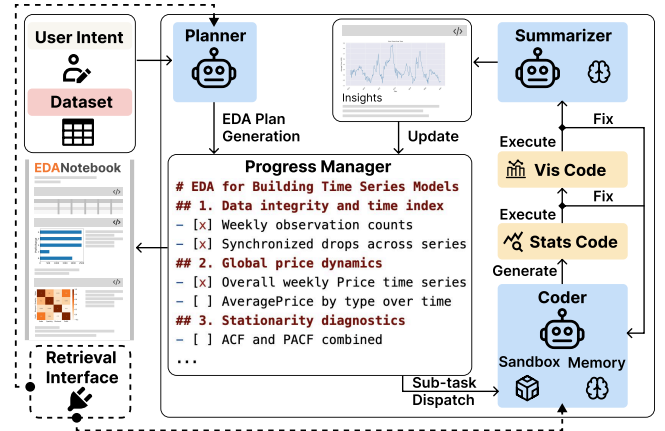 User Intent
Dataset
EDANotebook
Retrieval
Interface
Planner
EDA Plan
Generation
</>
Insights
Update
Summarizer
Progress Manager
# EDA for Building Time Series Models
## 1. Data integrity and time index
- [x] Weekly observation counts
- [x] Synchronized drops across series
## 2. Global price dynamics
- [x] Overall weekly Price time series
- [ ] AveragePrice by type over time
## 3. Stationarity diagnostics
- [ ] ACF and PACF combined
...
Sub-task
Dispatch
Execute
Fix
Vis Code
Execute
Fix
Stats Code
Generate
Coder
Sandbox
Memory